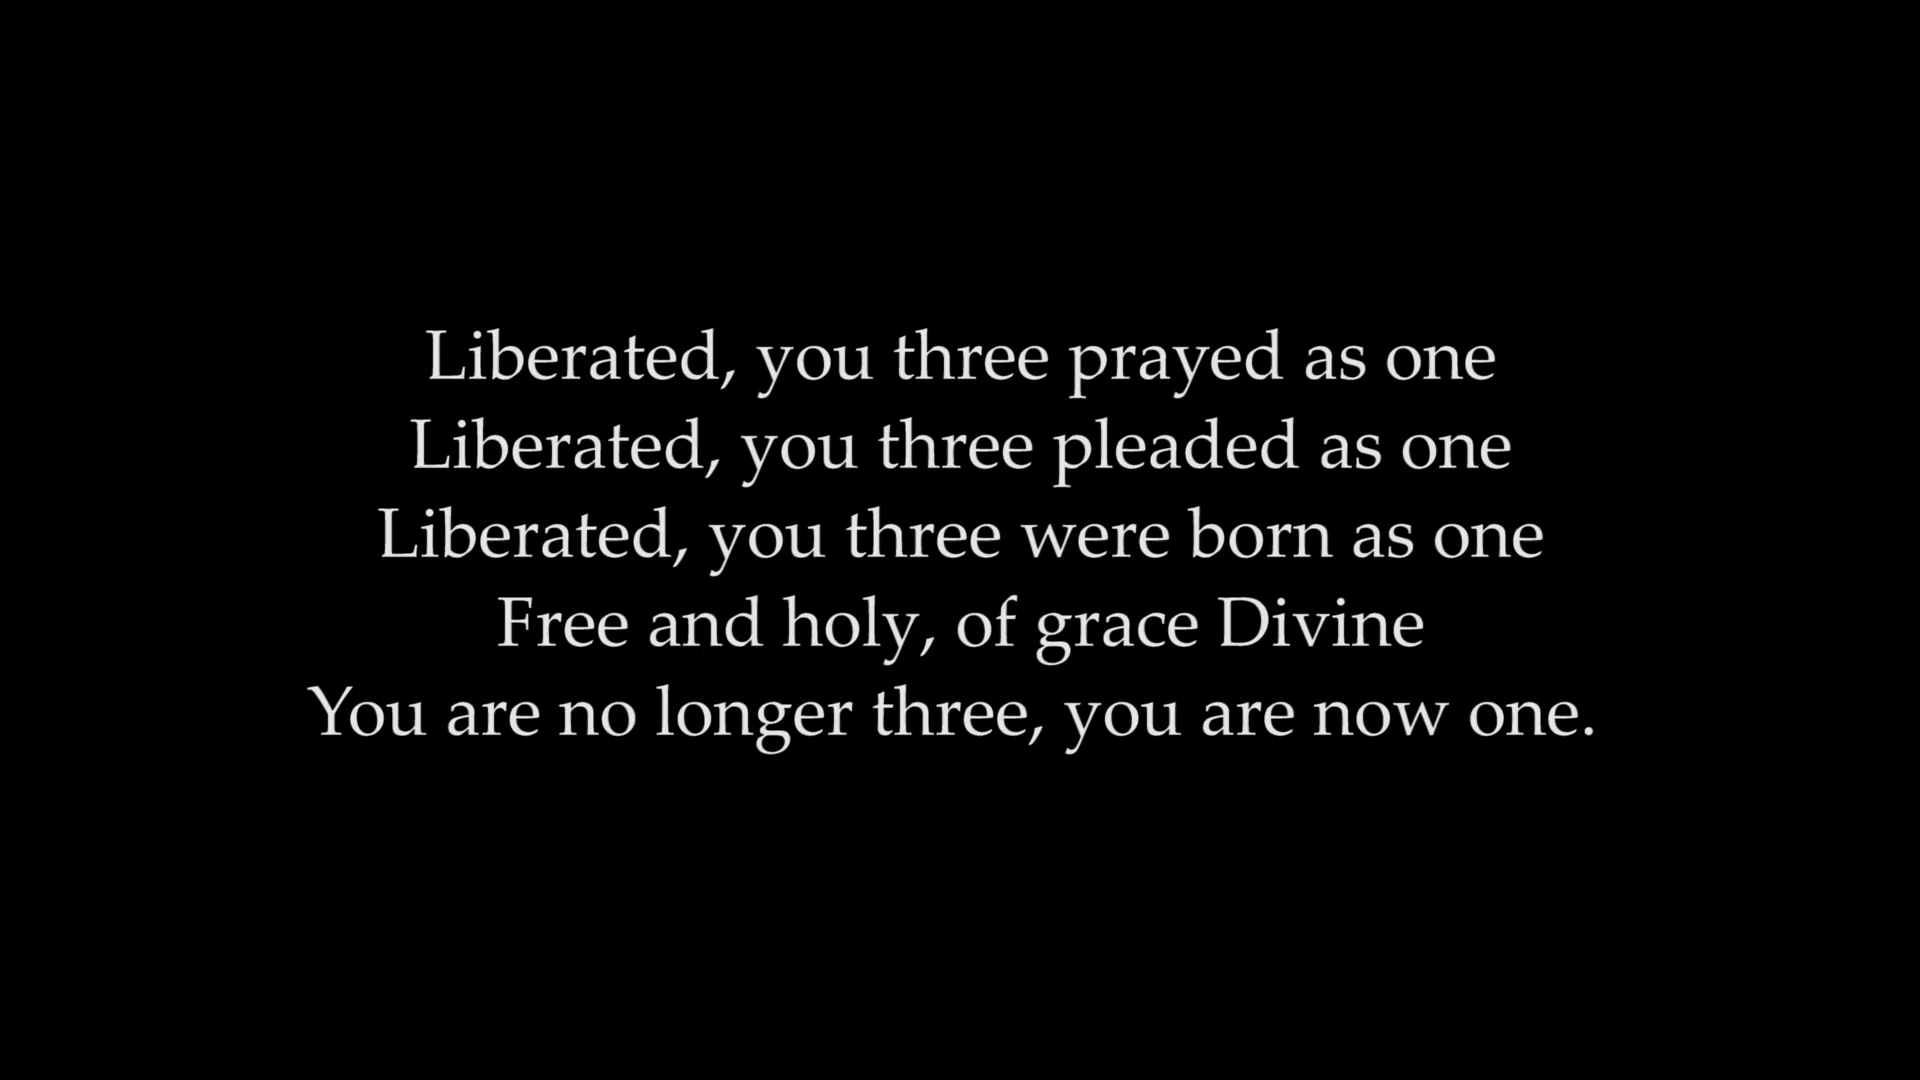 Liberated, you three prayed as one
Liberated, you three pleaded as one
Liberated, you three were born as one
Free and holy, of grace Divine
You are no longer three, you are now one.